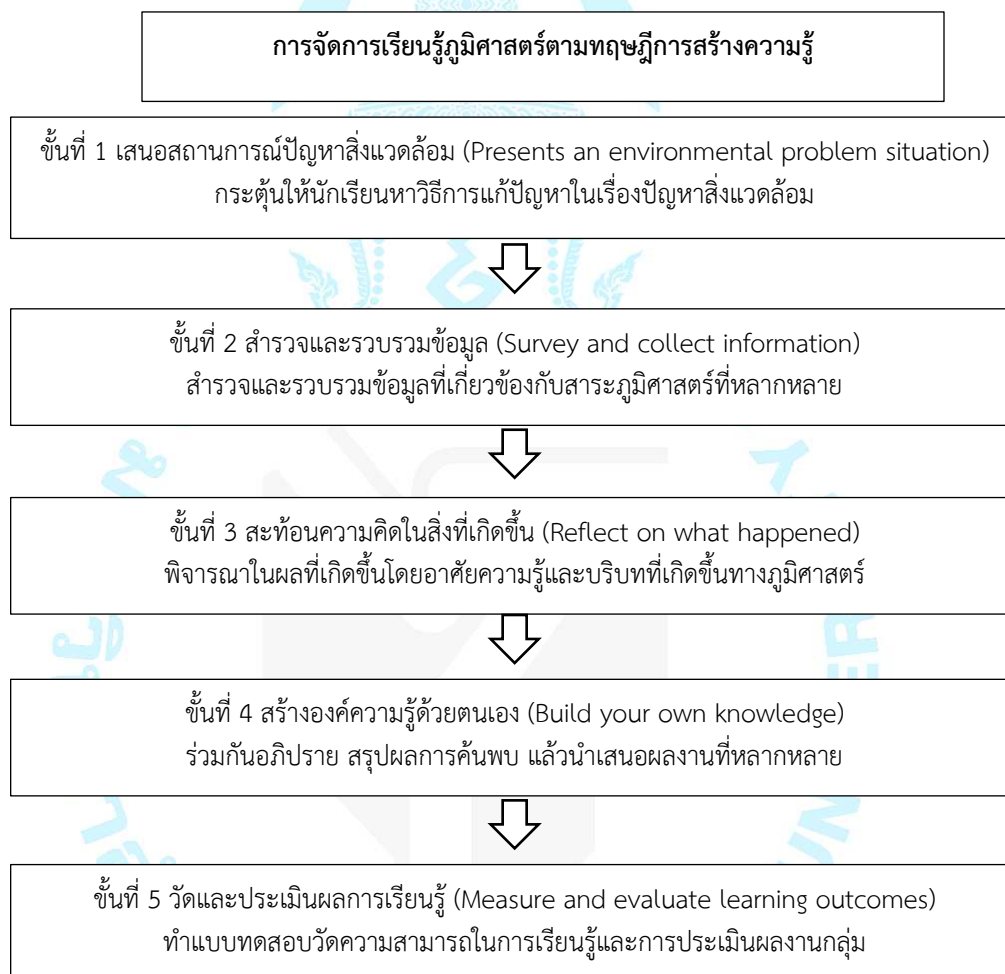 การจัดการเรียนรู้ภูมิศาสตร์ตามทฤษฎีการสร้างความรู้
ขั้นที่ 1 เสนอสถานการณ์ปัญหาสิ่งแวดล้อม (Presents an environmental problem situation)
กระตุ้นให้นักเรียนหาวิธีการแก้ปัญหาในเรื่องปัญหาสิ่งแวดล้อม
ขั้นที่ 2 สำรวจและรวบรวมข้อมูล (Survey and collect information)
สำรวจและรวบรวมข้อมูลที่เกี่ยวข้องกับสาระภูมิศาสตร์ที่หลากหลาย
ขั้นที่ 3 สะท้อนความคิดในสิ่งที่เกิดขึ้น (Reflect on what happened)
พิจารณาในผลที่เกิดขึ้นโดยอาศัยความรู้และบริบทที่เกิดขึ้นทางภูมิศาสตร์
ขั้นที่ 4 สร้างองค์ความรู้ด้วยตนเอง (Build your own knowledge)
ร่วมกันอภิปราย สรุปผลการค้นพบ แล้วนำเสนอผลงานที่หลากหลาย
ขั้นที่ 5 วัดและประเมินผลการเรียนรู้ (Measure and evaluate learning outcomes)
ทำแบบทดสอบวัดความสามารถในการเรียนรู้และการประเมินผลงานกลุ่ม